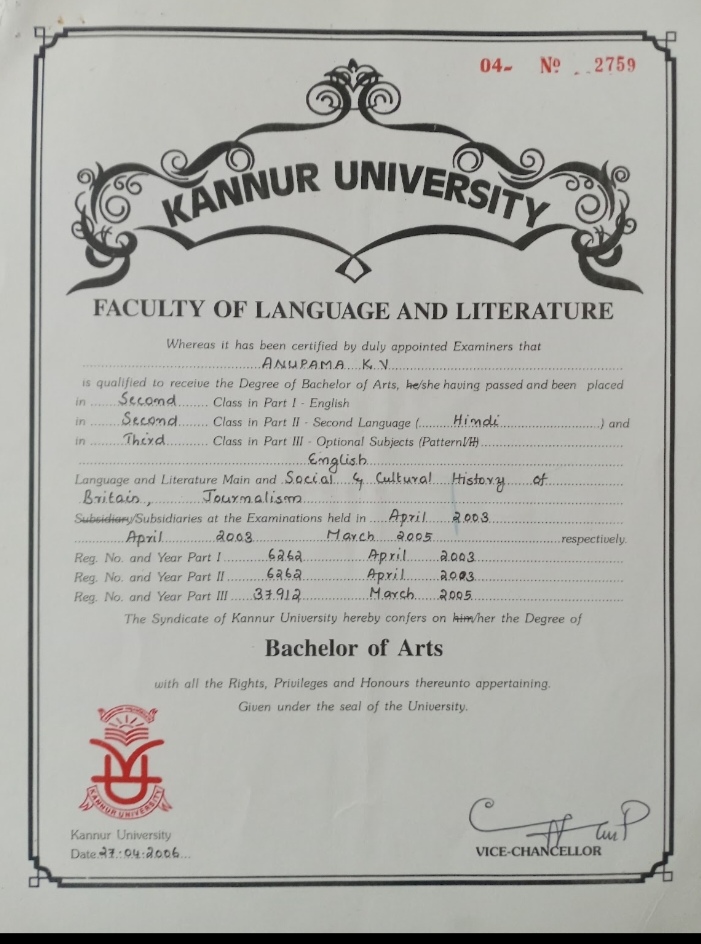 04- Nº ..2759
KANNUR UNIVERSITY
FACULTY OF LANGUAGE AND LITERATURE
Whereas it has been certified by duly appointed Examiners that
ANUPAMA K.V
is qualified to receive the Degree of Bachelor of Arts, he/she having passed and been placed
in Second Class in Part I - English
in Second Class in Part II - Second Language (Hindi) and
in Third Class in Part III - Optional Subjects (PatternI/II)
English
Language and Literature Main and Social & Cultural History of
Britain, Journalism
Subsidiary/Subsidiaries at the Examinations held in April 2003
April 2003 March 2005 respectively.
Reg. No. and Year Part I 6262 April 2003
Reg. No. and Year Part II 6262 April 2003
Reg. No. and Year Part III 37912 March 2005
The Syndicate of Kannur University hereby confers on him/her the Degree of
Bachelor of Arts
with all the Rights, Privileges and Honours thereunto appertaining.
Given under the seal of the University.
KANNUR UNIVERSITY
Kannur University
Date 27.04.2006
VICE-CHANCELLOR